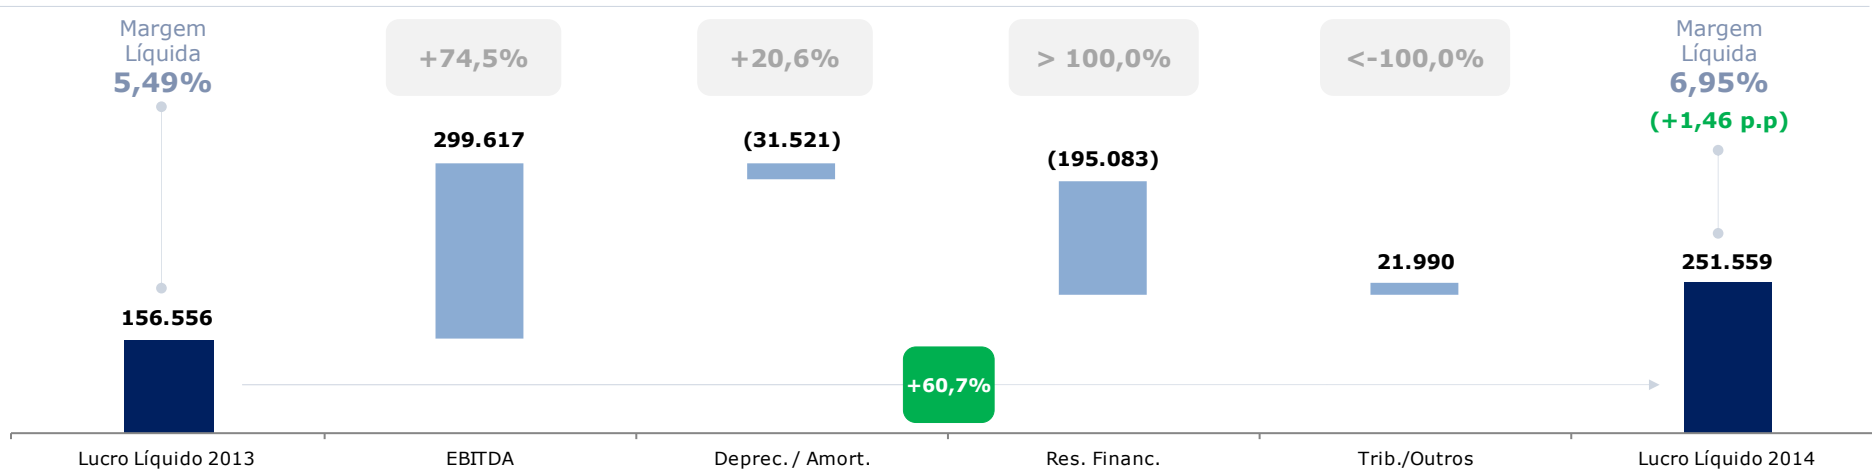 Margem
Líquida
5,49%
+74,5%
+20,6%
> 100,0%
<-100,0%
Margem
Líquida
6,95%
(+1,46 p.p)
299.617
(31.521)
(195.083)
21.990
251.559
156.556
+60,7%
Lucro Líquido 2013
EBITDA
Deprec. / Amort.
Res. Financ.
Trib./Outros
Lucro Líquido 2014